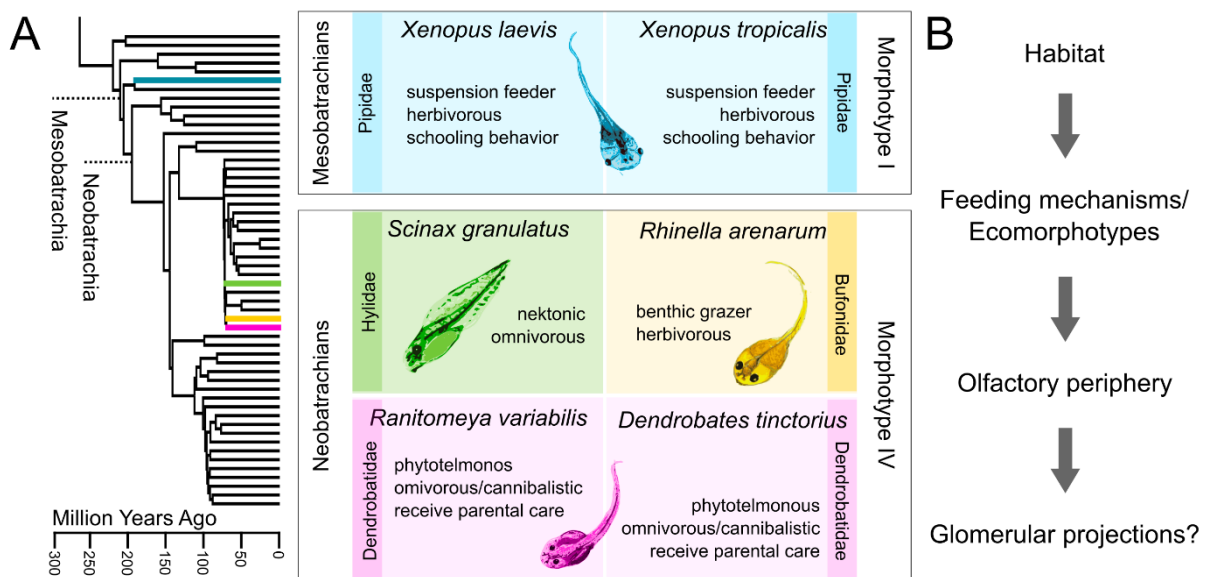 A
Mesobatrachia
Neobatrachia
Million Years Ago
300
250
200
150
100
50
0
Mesobatrachians
Pipidae
Xenopus laevis
suspension feeder
herbivorous
schooling behavior
Xenopus tropicalis
suspension feeder
herbivorous
schooling behavior
Pipidae
Morphotype I
Neobatrachians
Hylidae
Scinax granulatus
nektonic
omnivorous
Rhinella arenarum
benthic grazer
herbivorous
Bufonidae
Morphotype IV
Dendrobatidae
Ranitomeya variabilis
phytotelmonos
omivorous/cannibalistic
receive parental care
Dendrobates tinctorius
phytotelmonous
omnivorous/cannibalistic
receive parental care
Dendrobatidae
B
Habitat
Feeding mechanisms/
Ecomorphotypes
Olfactory periphery
Glomerular projections?